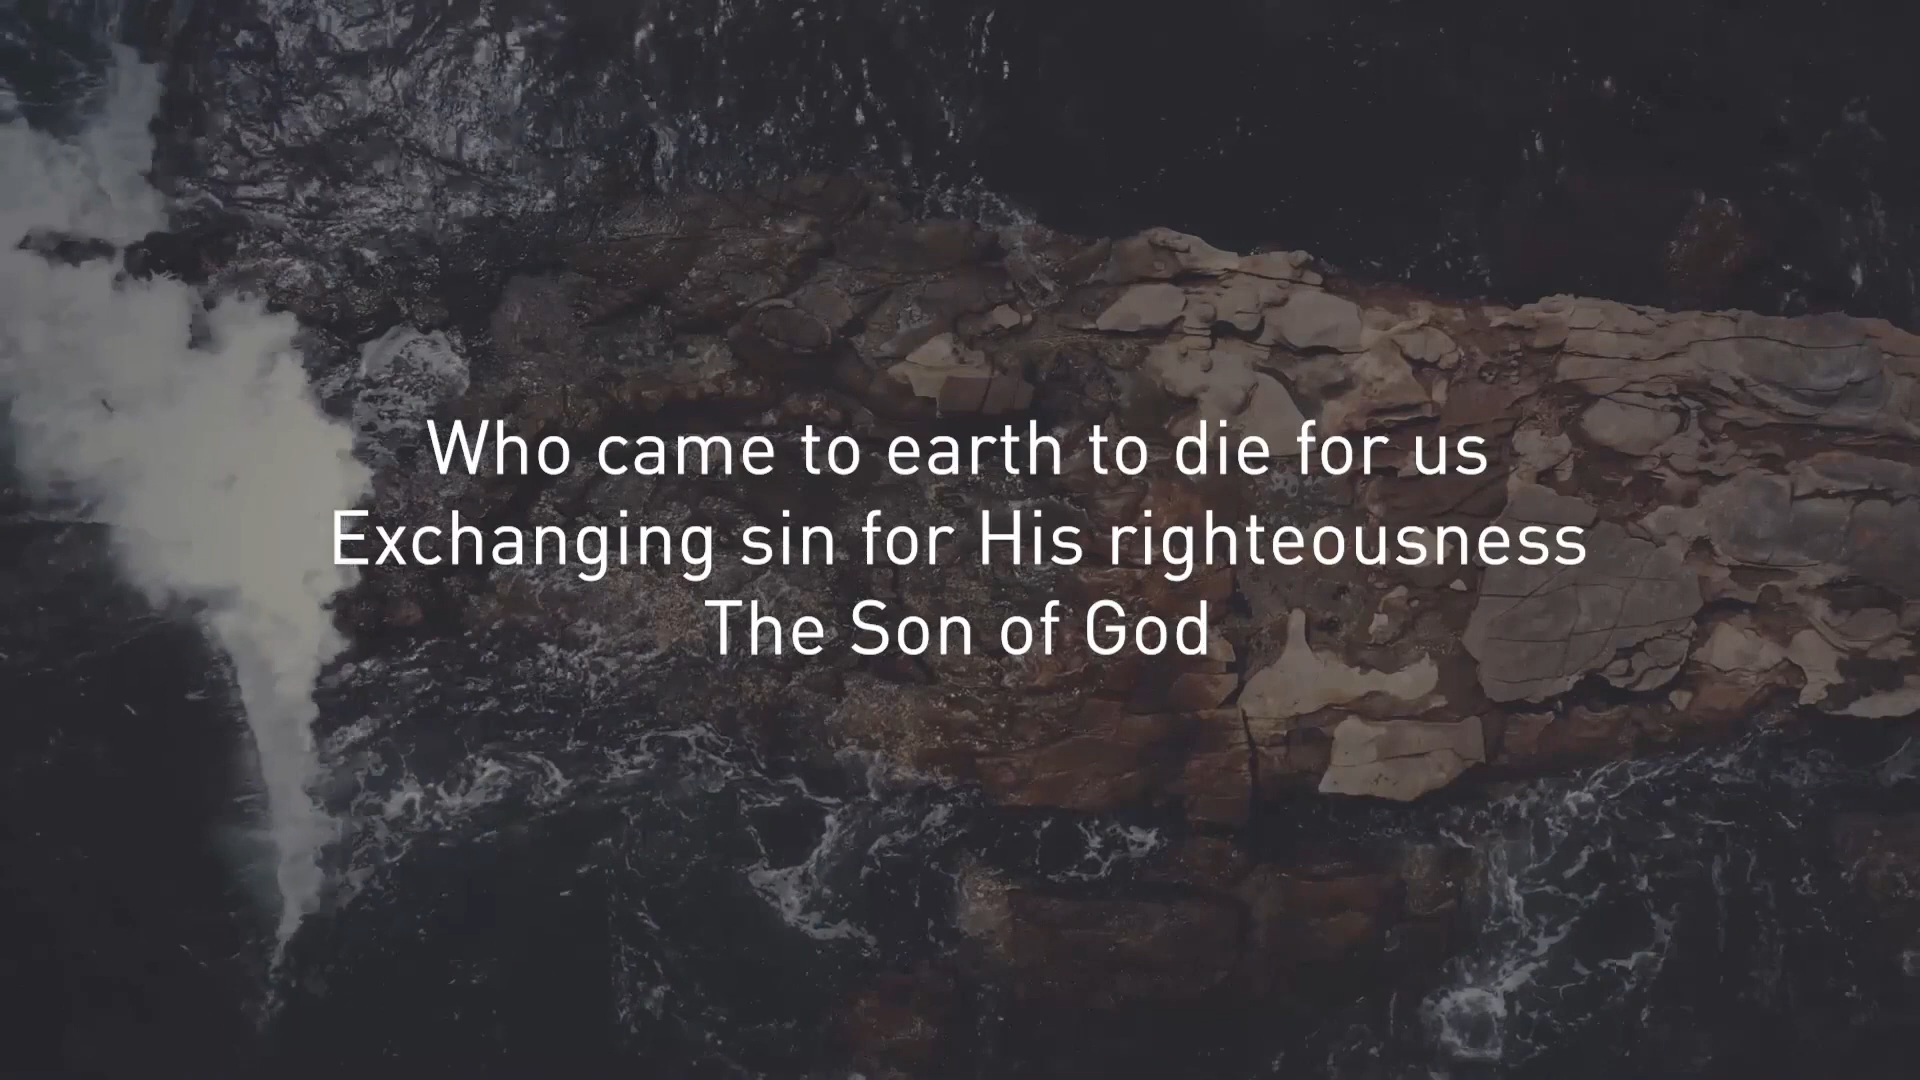 Who came to earth to die for us
Exchanging sin for His righteousness
The Son of God